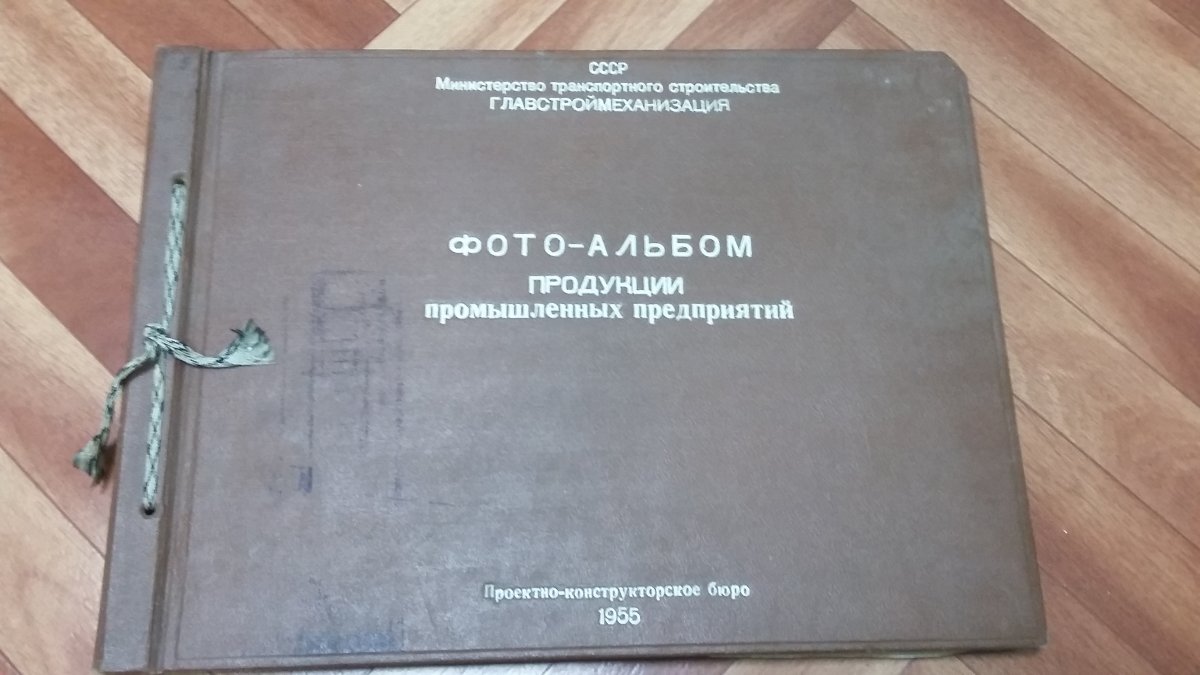 СССР
Министерство транспортного строительства
ГЛАВСТРОЙМЕХАНИЗАЦИЯ
ФОТО-АЛЬБОМ
ПРОДУКЦИИ
промышленных предприятий
Проектно-конструкторское бюро
1955